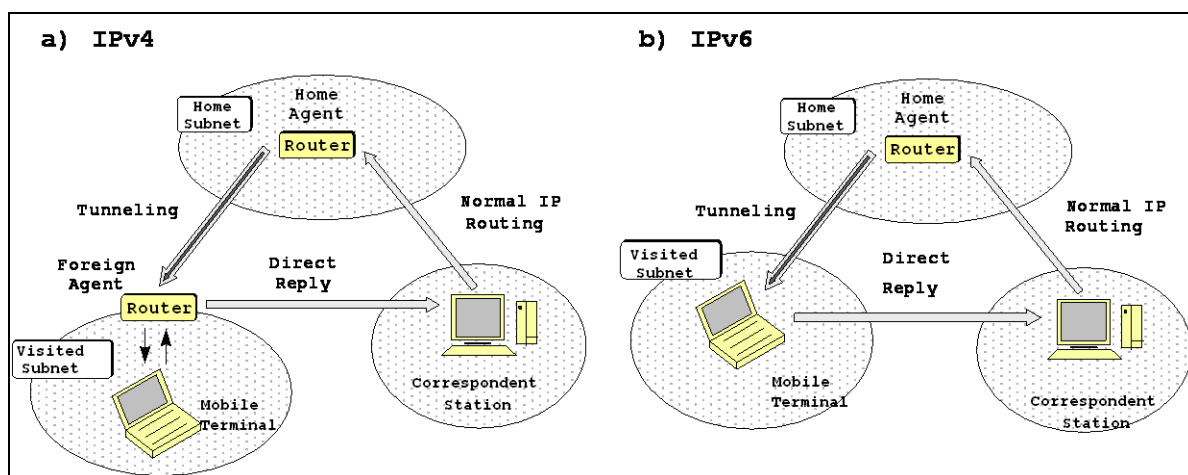 a) IPv4
Home
Subnet
Home
Agent
Router
Tunneling
Normal IP
Routing
Foreign
Agent
Direct
Reply
Router
Visited
Subnet
Mobile
Terminal
Correspondent
Station
b) IPv6
Home
Subnet
Home
Agent
Router
Tunneling
Normal IP
Routing
Visited
Subnet
Direct
Reply
Mobile
Terminal
Correspondent
Station